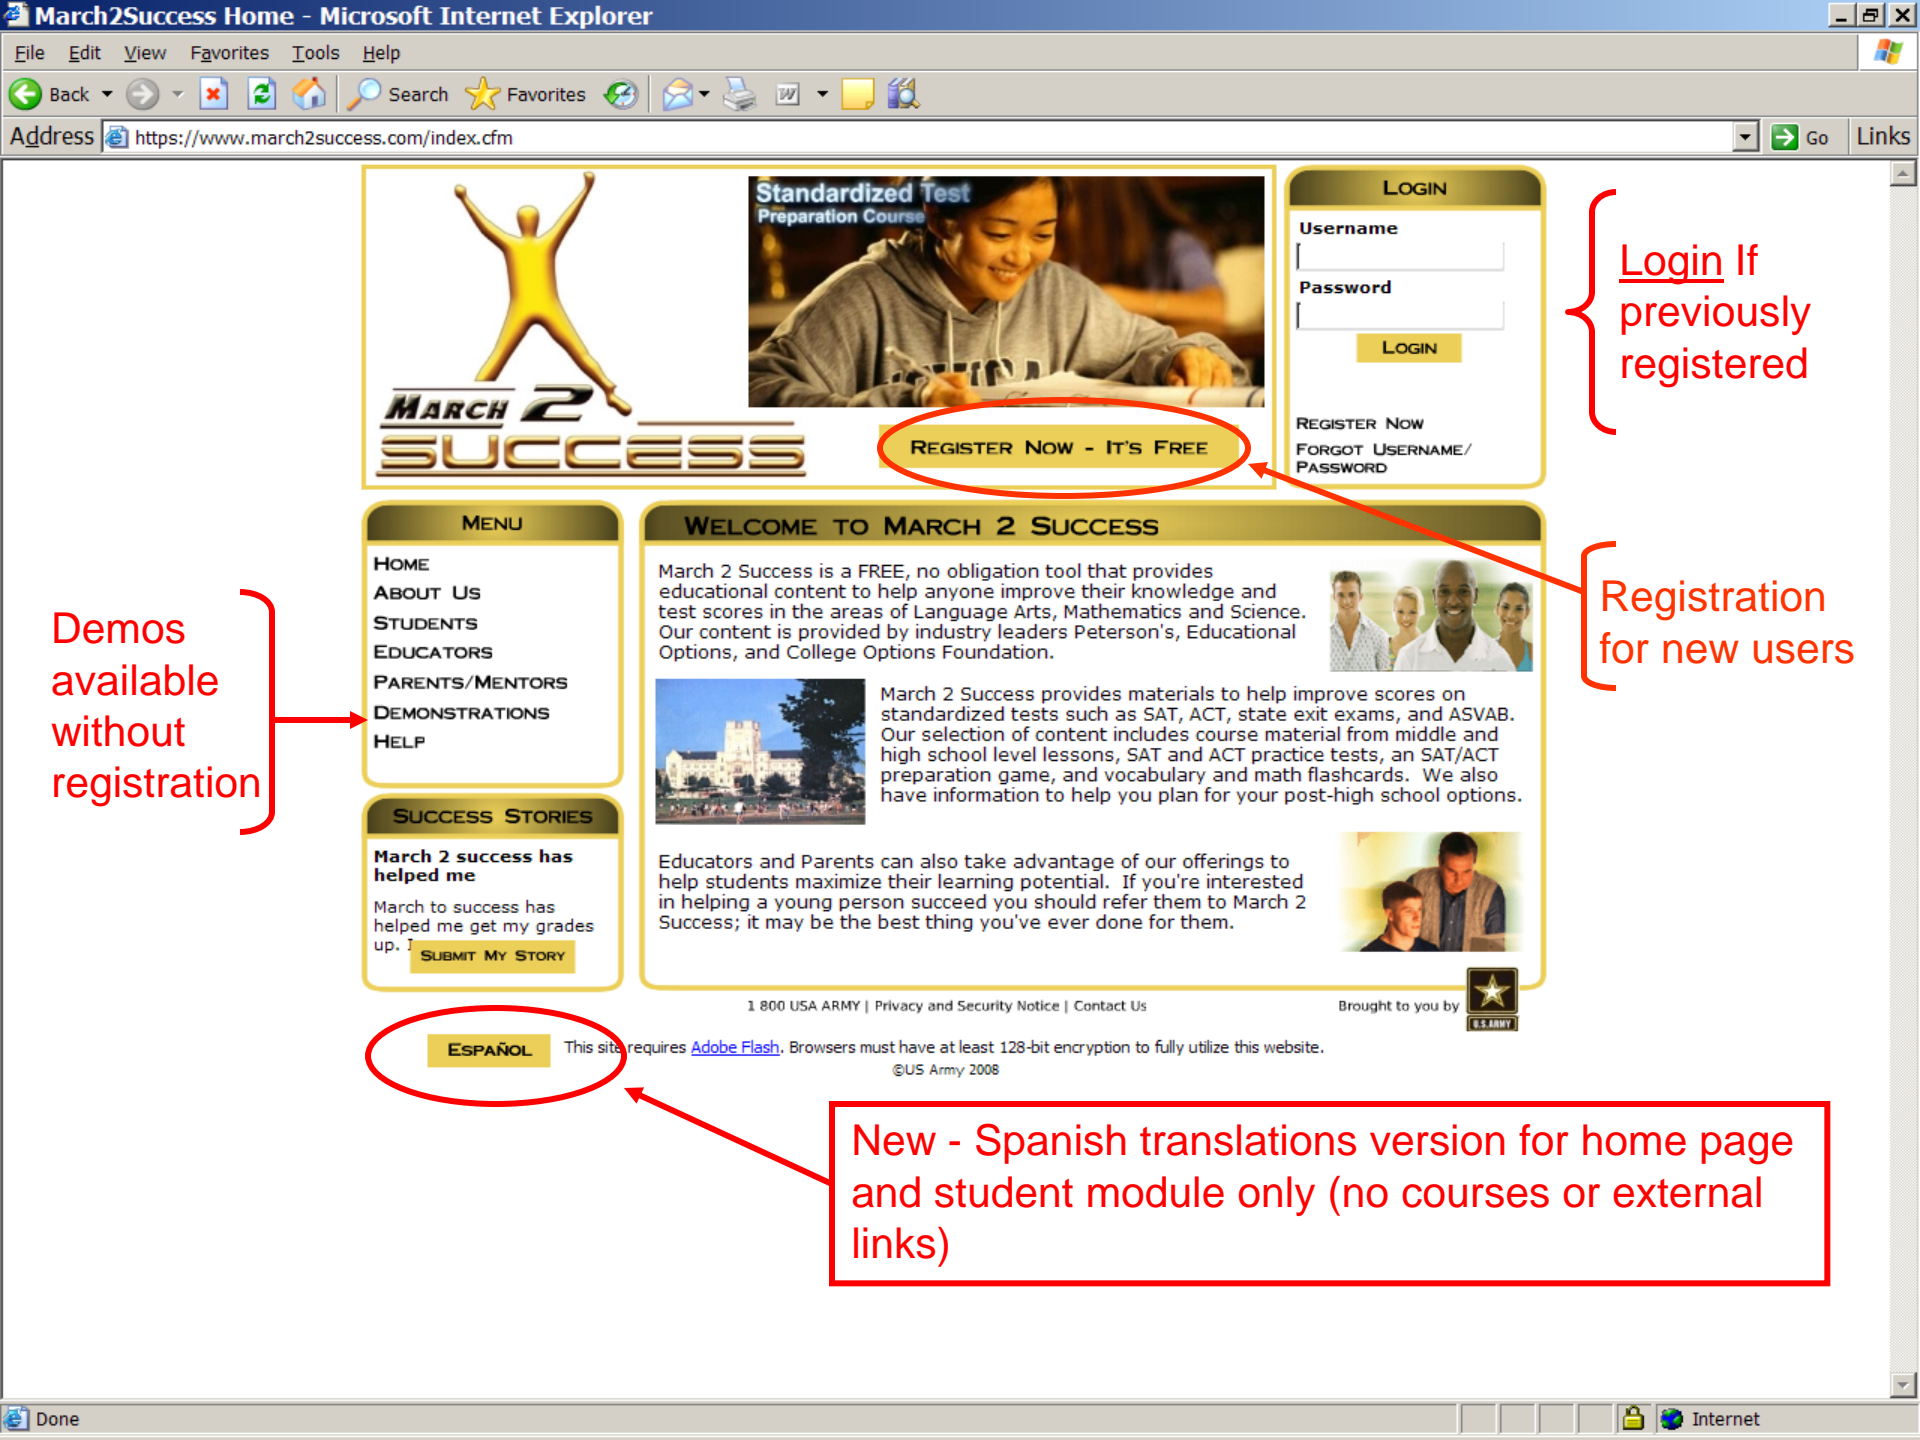 March2Success Home - Microsoft Internet Explorer
File Edit View Favorites Tools Help
Back Search Favorites
Address https://www.march2success.com/index.cfm Go Links
Standardized Test
Preparation Course
MARCH 2
SUCCESS
REGISTER NOW - IT'S FREE
LOGIN
Username
Password
LOGIN
REGISTER NOW
FORGOT USERNAME/
PASSWORD
Login If
previously
registered
MENU
HOME
ABOUT US
STUDENTS
EDUCATORS
PARENTS/MENTORS
DEMONSTRATIONS
HELP
Demos
available
without
registration
WELCOME TO MARCH 2 SUCCESS
March 2 Success is a FREE, no obligation tool that provides
educational content to help anyone improve their knowledge and
test scores in the areas of Language Arts, Mathematics and Science.
Our content is provided by industry leaders Peterson's, Educational
Options, and College Options Foundation.
March 2 Success provides materials to help improve scores on
standardized tests such as SAT, ACT, state exit exams, and ASVAB.
Our selection of content includes course material from middle and
high school level lessons, SAT and ACT practice tests, an SAT/ACT
preparation game, and vocabulary and math flashcards. We also
have information to help you plan for your post-high school options.
Educators and Parents can also take advantage of our offerings to
help students maximize their learning potential. If you're interested
in helping a young person succeed you should refer them to March 2
Success; it may be the best thing you've ever done for them.
Registration
for new users
SUCCESS STORIES
March 2 success has
helped me
March to success has
helped me get my grades
up. I
SUBMIT MY STORY
1 800 USA ARMY | Privacy and Security Notice | Contact Us
Brought to you by
U.S.ARMY
ESPAÑOL
This site requires Adobe Flash. Browsers must have at least 128-bit encryption to fully utilize this website.
©US Army 2008
New - Spanish translations version for home page
and student module only (no courses or external
links)
Done Internet